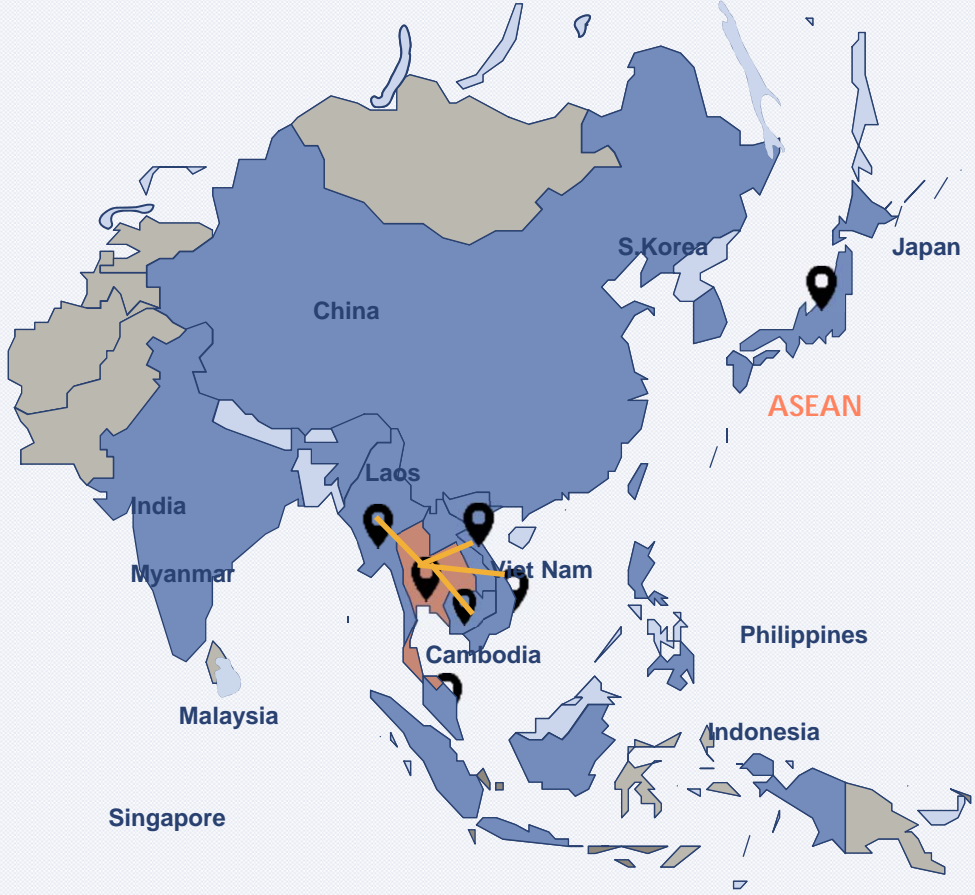 S.Korea
Japan
China
ASEAN
Laos
India
Viet Nam
Myanmar
Philippines
Cambodia
Malaysia
Indonesia
Singapore